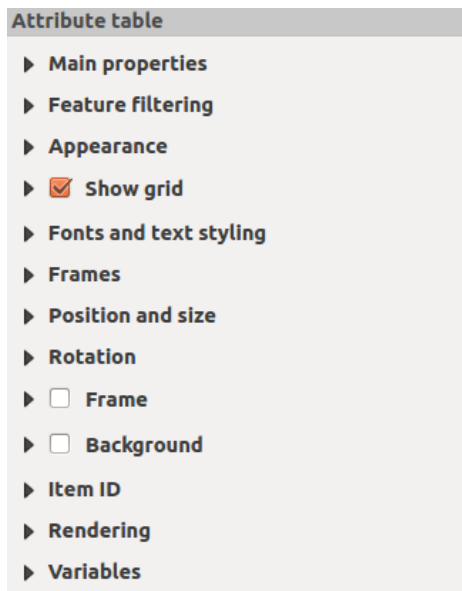 Attribute table
Main properties
Feature filtering
Appearance
Show grid
Fonts and text styling
Frames
Position and size
Rotation
Frame
Background
Item ID
Rendering
Variables